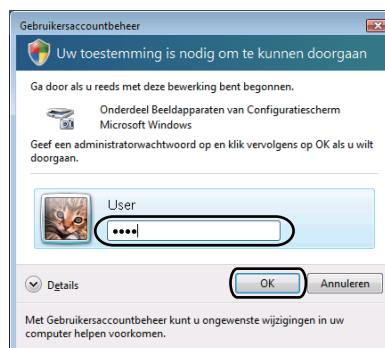 Gebruikersaccountbeheer
Uw toestemming is nodig om te kunnen doorgaan
Ga door als u reeds met deze bewerking bent begonnen.
Onderdeel Beeldapparaten van Configuratiescherm
Microsoft Windows
Geef een administratorwachtwoord op en klik vervolgens op OK als u wilt
doorgaan.
User
••••
Details
OK
Annuleren
Met Gebruikersaccountbeheer kunt u ongewenste wijzigingen in uw
computer helpen voorkomen.